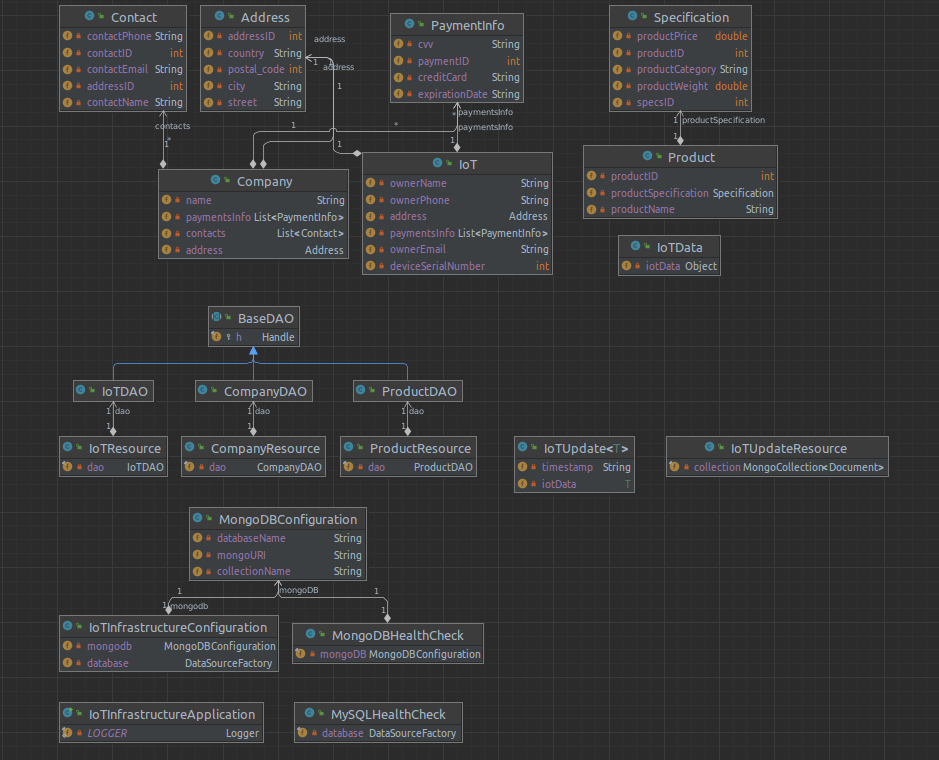 Contact
contactPhone String
contactID int
contactEmail String
addressID int
contactName String
Address
addressID int
country String
postal_code int
city String
street String
PaymentInfo
cvv String
paymentID int
creditCard String
expirationDate String
Specification
productPrice double
productID int
productCategory String
productWeight double
specsID int
address
1
address
1
1
contacts
*
1
1
*
*
paymentsInfo
paymentsInfo
1
1
productSpecification
1
Company
name String
paymentsInfo List<PaymentInfo>
contacts List<Contact>
address Address
IoT
ownerName String
ownerPhone String
address Address
paymentsInfo List<PaymentInfo>
ownerEmail String
deviceSerialNumber int
Product
productID int
productSpecification Specification
productName String
IoTData
iotData Object
BaseDAO
h Handle
IoTDAO
CompanyDAO
ProductDAO
1 dao
1
1 dao
1
1 dao
1
IoTResource
dao IoTDAO
CompanyResource
dao CompanyDAO
ProductResource
dao ProductDAO
IoTUpdate<T>
timestamp String
iotData T
IoTUpdateResource
collection MongoCollection<Document>
MongoDBConfiguration
databaseName String
mongoURI String
collectionName String
1
mongoDB
1
1
mongodb
1
IoTInfrastructureConfiguration
mongodb MongoDBConfiguration
database DataSourceFactory
MongoDBHealthCheck
mongoDB MongoDBConfiguration
IoTInfrastructureApplication
LOGGER Logger
MySQLHealthCheck
database DataSourceFactory